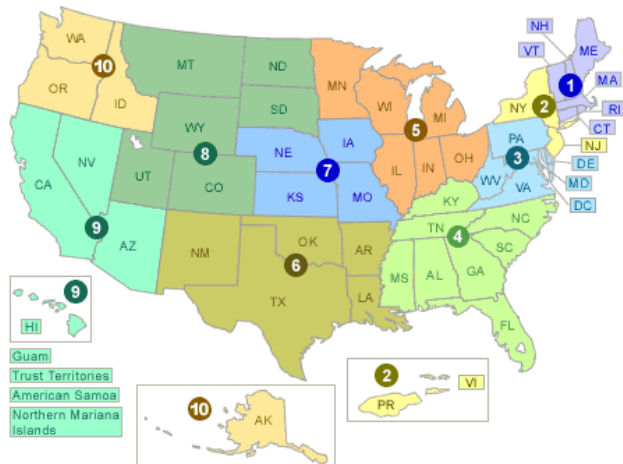 NH
WA
VT
ME
10
MT
ND
MN
1
OR
MA
ID
WI
NY
2
SD
MI
RI
5
CT
WY
PA
NJ
8
IA
3
DE
NE
7
IL
IN
OH
NV
WV
MD
UT
CO
VA
CA
KS
MO
DC
KY
9
NC
TN
4
AZ
NM
OK
AR
SC
6
MS
AL
GA
9
TX
LA
HI
FL
Guam
Trust Territories
2
VI
American Samoa
10
PR
Northern Mariana
Islands
AK